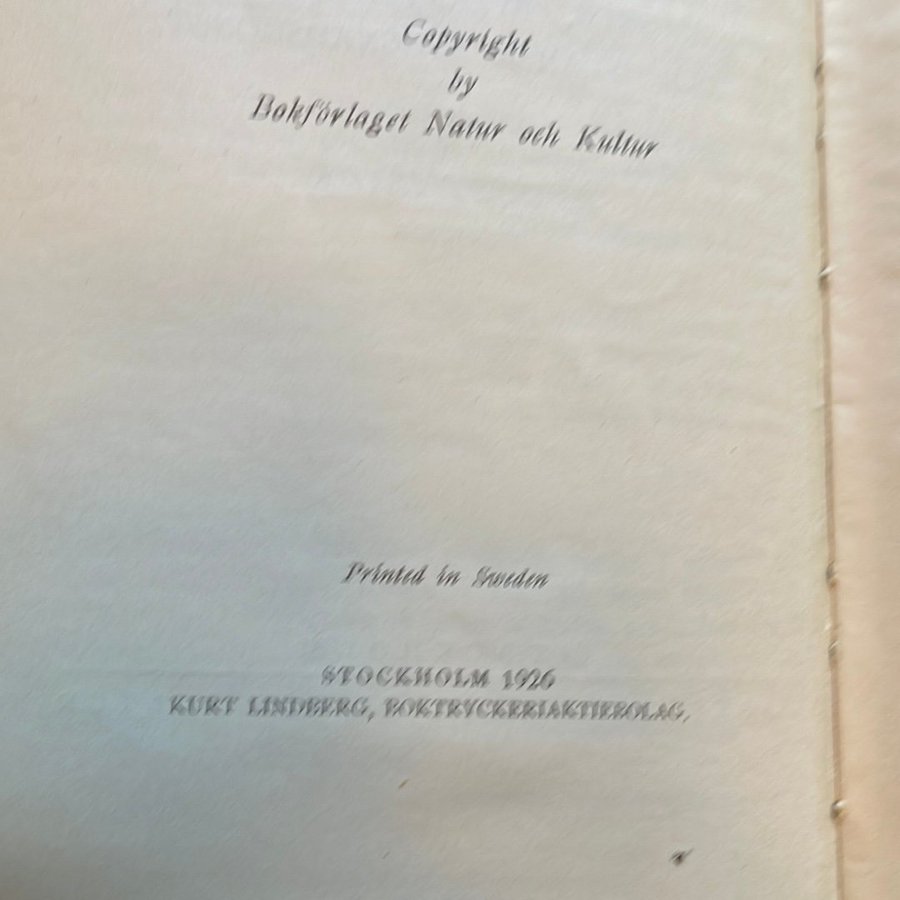 Copyright
by
Bokförlaget Natur och Kultur
Printed in Sweden
STOCKHOLM 1926
KURT LINDBERG, BOKTRYCKERIAKTIEBOLAG.